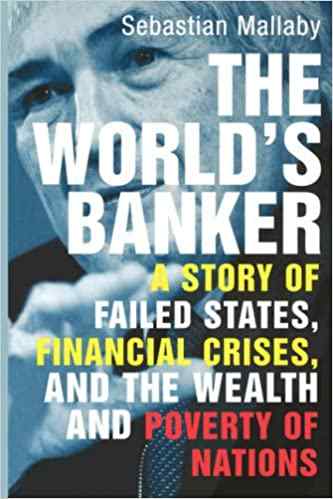 Sebastian Mallaby
THE
WORLD'S
BANKER
A STORY OF
FAILED STATES,
FINANCIAL CRISES,
AND THE WEALTH
AND POVERTY OF
NATIONS